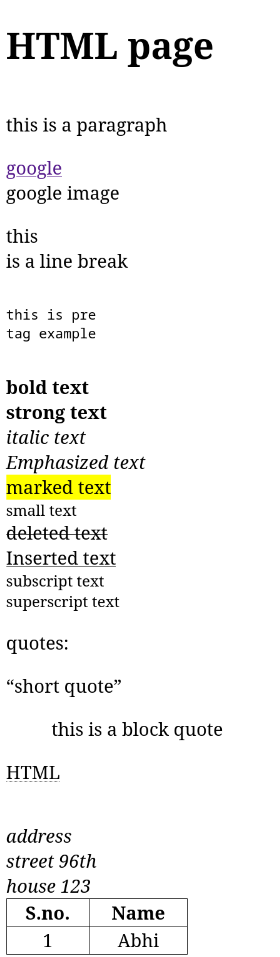 HTML page
this is a paragraph
google
google image
this
is a line break
this is pre
tag example
bold text
strong text
italic text
Emphasized text
marked text
small text
deleted text
Inserted text
subscript text
superscript text
quotes:
“short quote”
this is a block quote
HTML
address
street 96th
house 123
S.no. Name
1 Abhi